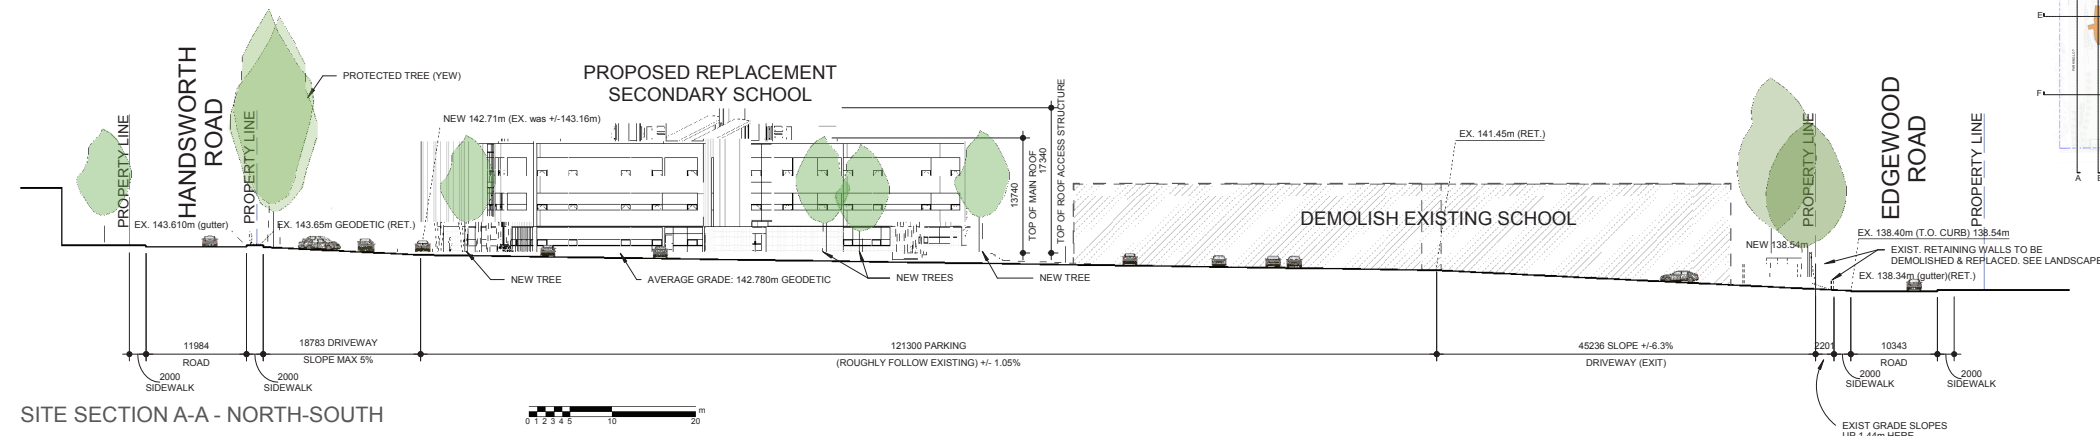 PROPERTY LINE
HANDSWORTH
ROAD
PROPERTY LINE
PROTECTED TREE (YEW)
PROPOSED REPLACEMENT
SECONDARY SCHOOL
NEW 142.71m (EX. was +/-143.16m)
13740
TOP OF MAIN ROOF
17340
TOP OF ROOF ACCESS STRUCTURE
EX. 141.45m (RET.)
DEMOLISH EXISTING SCHOOL
PROPERTY LINE
EDGEWOOD
ROAD
PROPERTY LINE
E
F
A
EX. 143.610m (gutter)
EX. 143.65m GEODETIC (RET.)
NEW 138.54m
EX. 138.40m (T.O. CURB) 138.54m
EXIST. RETAINING WALLS TO BE
DEMOLISHED & REPLACED. SEE LANDSCAPE
EX. 138.34m (gutter)(RET.)
NEW TREE
AVERAGE GRADE: 142.780m GEODETIC
NEW TREES
NEW TREE
11984
ROAD
18783 DRIVEWAY
SLOPE MAX 5%
121300 PARKING
(ROUGHLY FOLLOW EXISTING) +/- 1.05%
45236 SLOPE +/-6.3%
DRIVEWAY (EXIT)
2201
10343
ROAD
2000
SIDEWALK
2000
SIDEWALK
2000
SIDEWALK
2000
SIDEWALK
SITE SECTION A-A - NORTH-SOUTH
0 1 2 3 4 5 10 20
m
EXIST GRADE SLOPES
UP 1.44m HERE